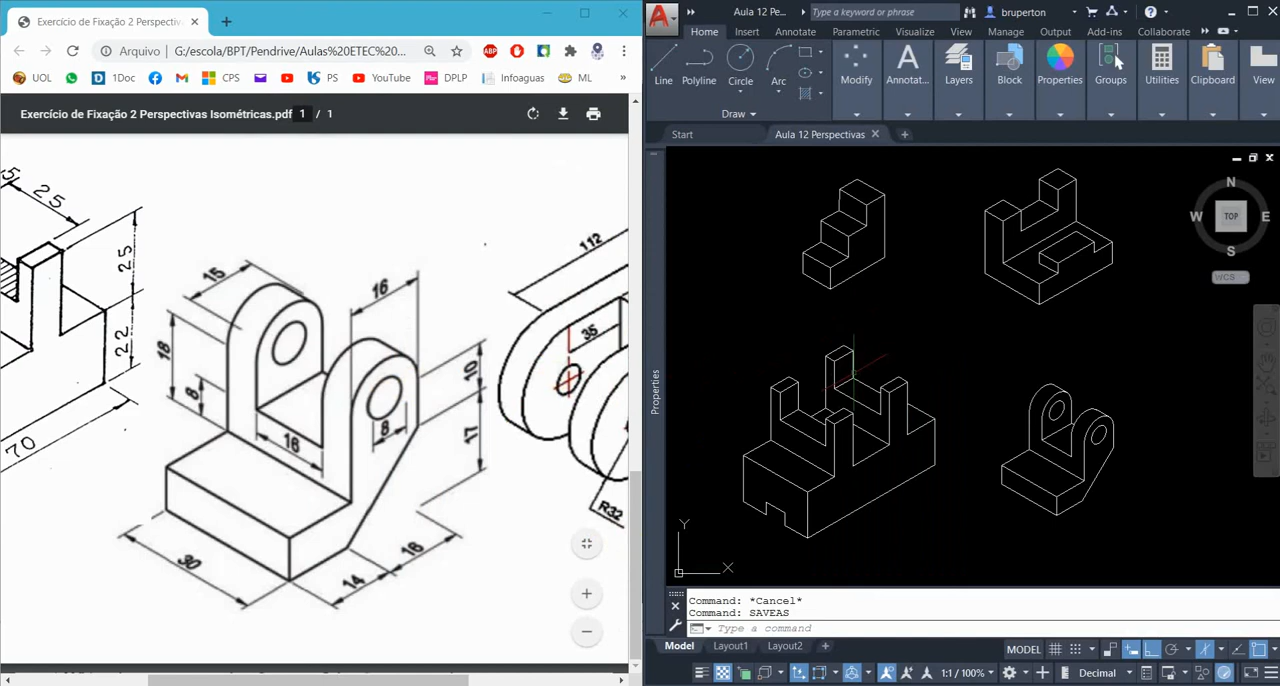 Exercício de Fixação 2 Perspectiva
Arquivo
G:/escola/BPT/Pendrive/Aulas%20ETEC%20...
UOL
1Doc
CPS
PS
YouTube
DPLP
Infoaguas
ML
»
Exercício de Fixação 2 Perspectivas Isométricas.pdf
1 / 1
5
25
25
22
70
15
16
18
8
18
8
10
17
30
14
18
112
35
R32
A
Aula 12 Pe...
Type a keyword or phrase
bruperton
Home
Insert
Annotate
Parametric
Visualize
View
Manage
Output
Add-ins
Collaborate
Line
Polyline
Circle
Arc
Modify
Annotat...
Layers
Block
Properties
Groups
Utilities
Clipboard
View
Draw
Start
Aula 12 Perspectivas
N
W TOP E
S
WCS
Properties
Y
X
Command: *Cancel*
Command: SAVEAS
Type a command
Model
Layout1
Layout2
MODEL
1:1 / 100%
Decimal